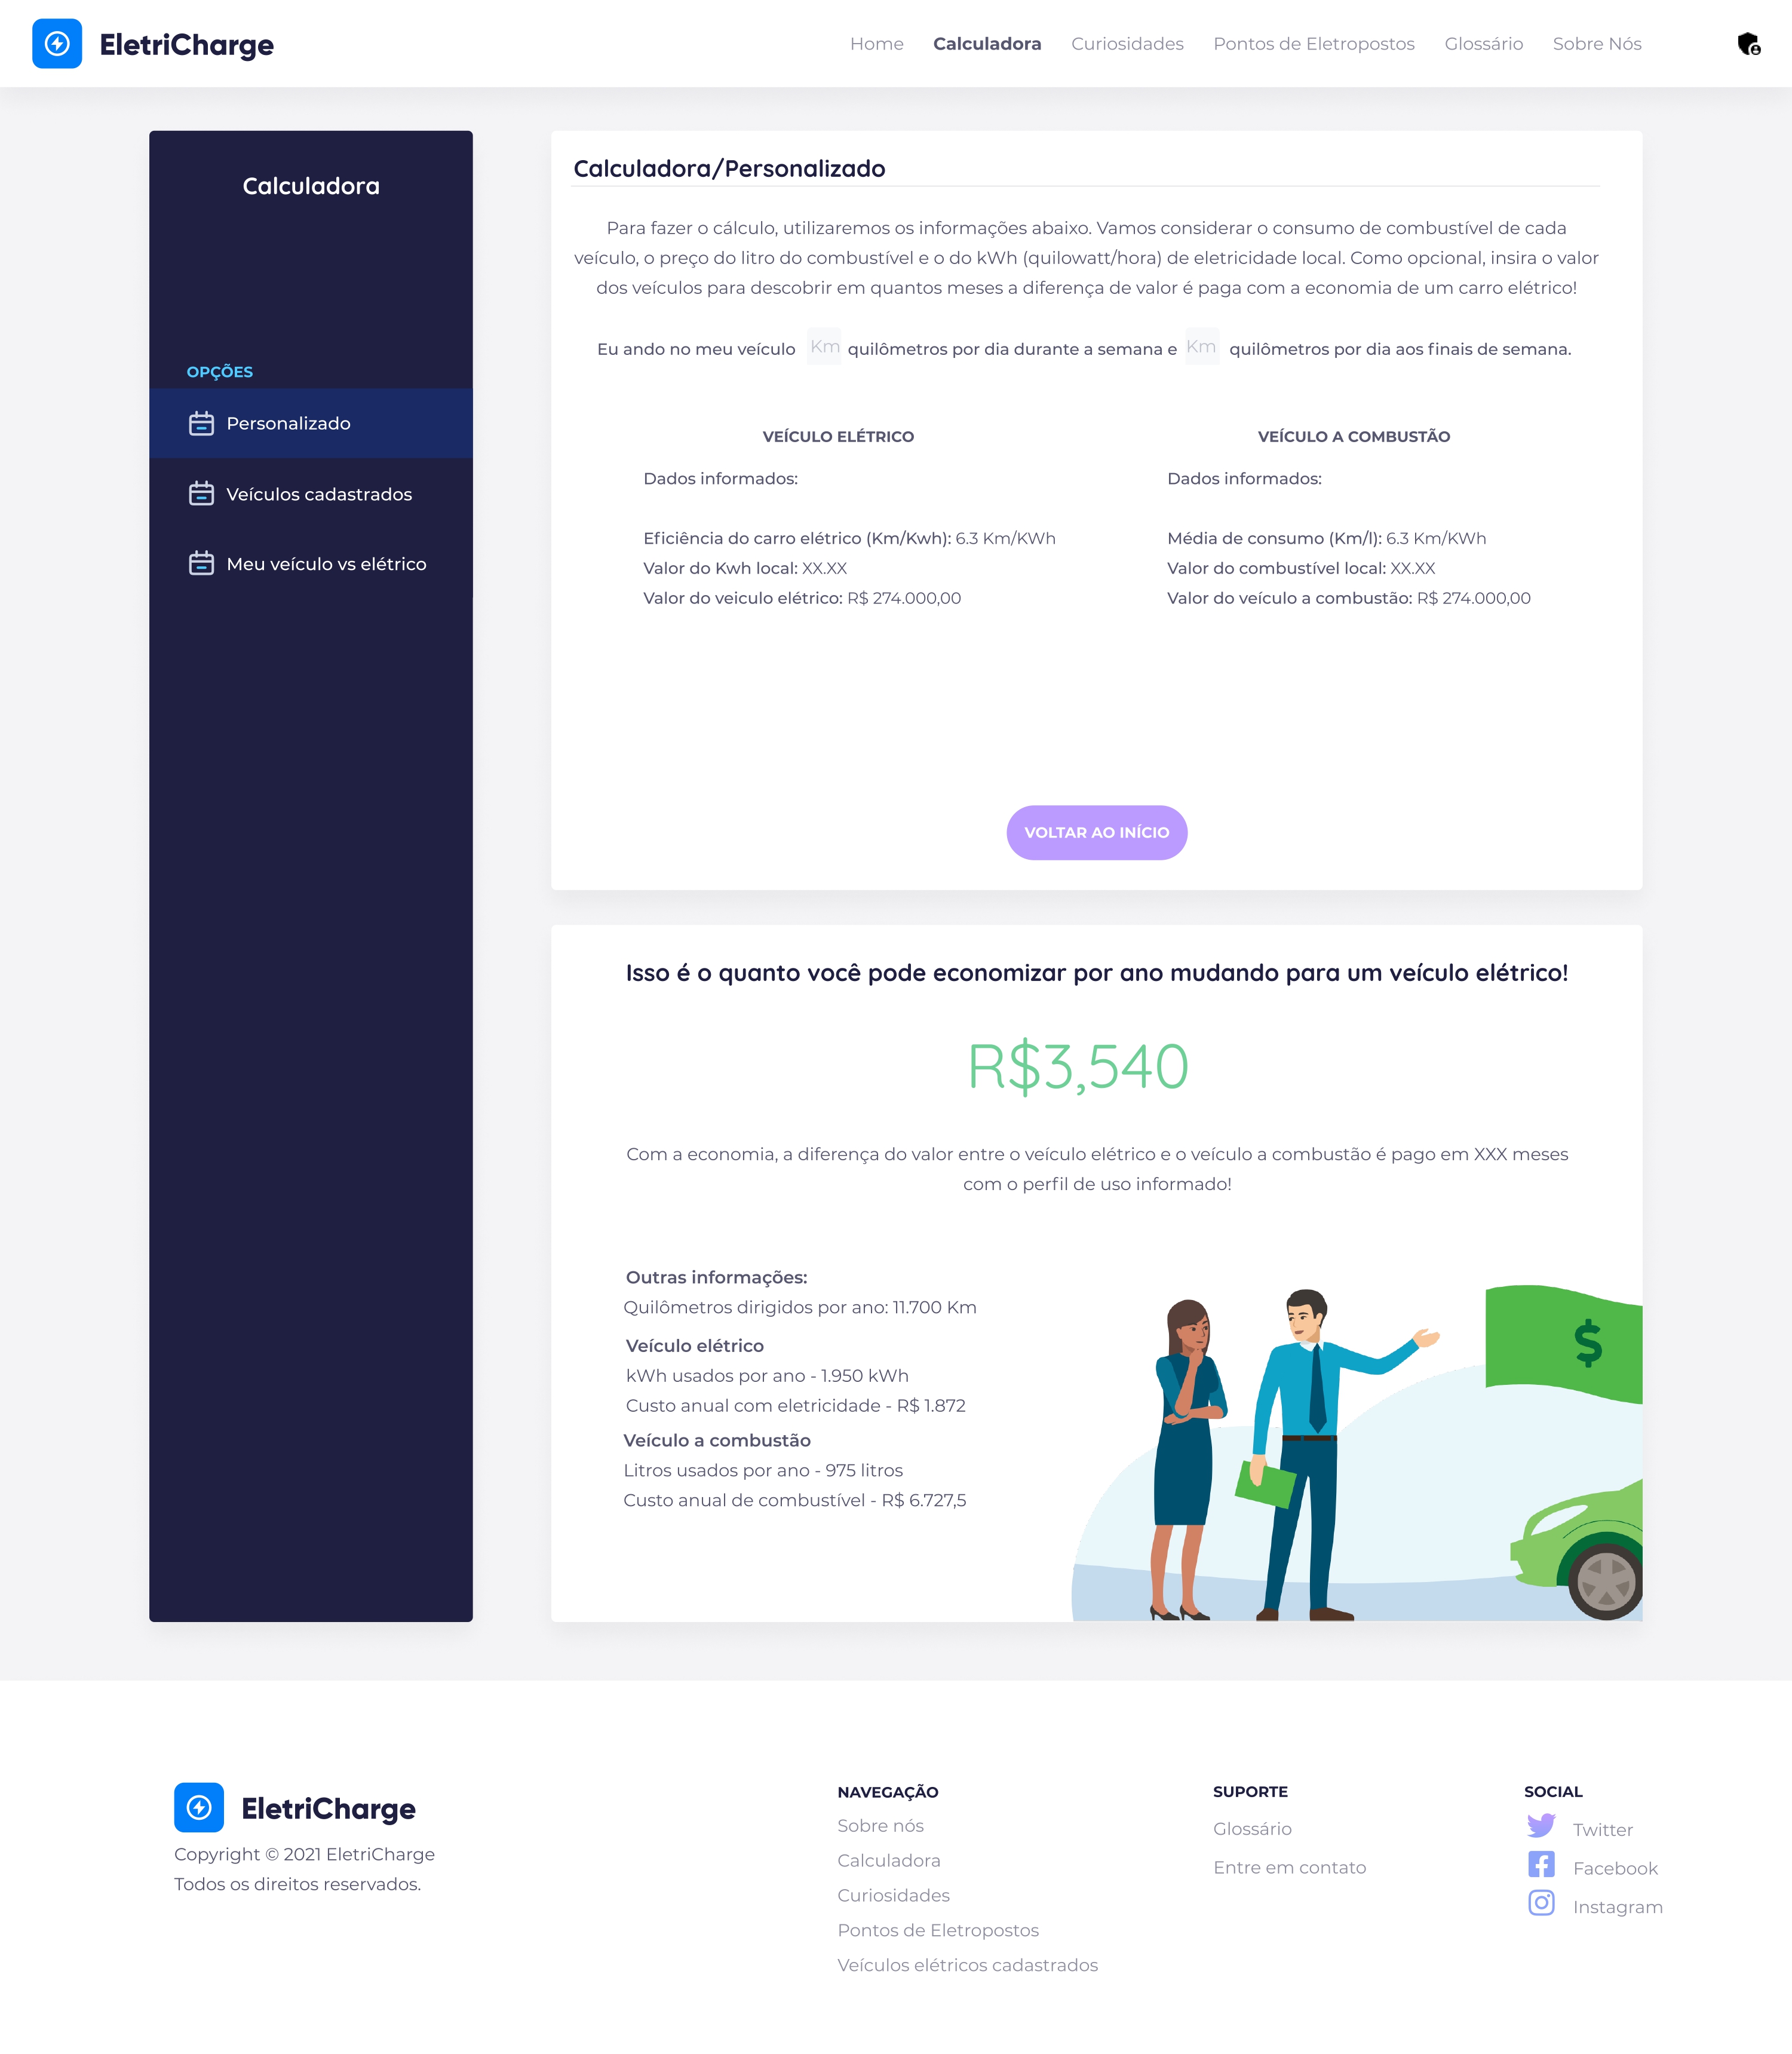 EletriCharge
Home Calculadora Curiosidades Pontos de Eletropostos Glossário Sobre Nós
Calculadora
OPÇÕES
Personalizado
Veículos cadastrados
Meu veículo vs elétrico
Calculadora/Personalizado
Para fazer o cálculo, utilizaremos os informações abaixo. Vamos considerar o consumo de combustível de cada
veículo, o preço do litro do combustível e o do kWh (quilowatt/hora) de eletricidade local. Como opcional, insira o valor
dos veículos para descobrir em quantos meses a diferença de valor é paga com a economia de um carro elétrico!
Eu ando no meu veículo Km quilômetros por dia durante a semana e Km quilômetros por dia aos finais de semana.
VEÍCULO ELÉTRICO
Dados informados:
Eficiência do carro elétrico (Km/Kwh): 6.3 Km/KWh
Valor do Kwh local: XX.XX
Valor do veiculo elétrico: R$ 274.000,00
VEÍCULO A COMBUSTÃO
Dados informados:
Média de consumo (Km/l): 6.3 Km/KWh
Valor do combustível local: XX.XX
Valor do veículo a combustão: R$ 274.000,00
VOLTAR AO INÍCIO
Isso é o quanto você pode economizar por ano mudando para um veículo elétrico!
R$3,540
Com a economia, a diferença do valor entre o veículo elétrico e o veículo a combustão é pago em XXX meses
com o perfil de uso informado!
Outras informações:
Quilômetros dirigidos por ano: 11.700 Km
Veículo elétrico
kWh usados por ano - 1.950 kWh
Custo anual com eletricidade - R$ 1.872
Veículo a combustão
Litros usados por ano - 975 litros
Custo anual de combustível - R$ 6.727,5
$
EletriCharge
Copyright © 2021 EletriCharge
Todos os direitos reservados.
NAVEGAÇÃO
Sobre nós
Calculadora
Curiosidades
Pontos de Eletropostos
Veículos elétricos cadastrados
SUPORTE
Glossário
Entre em contato
SOCIAL
Twitter
Facebook
Instagram